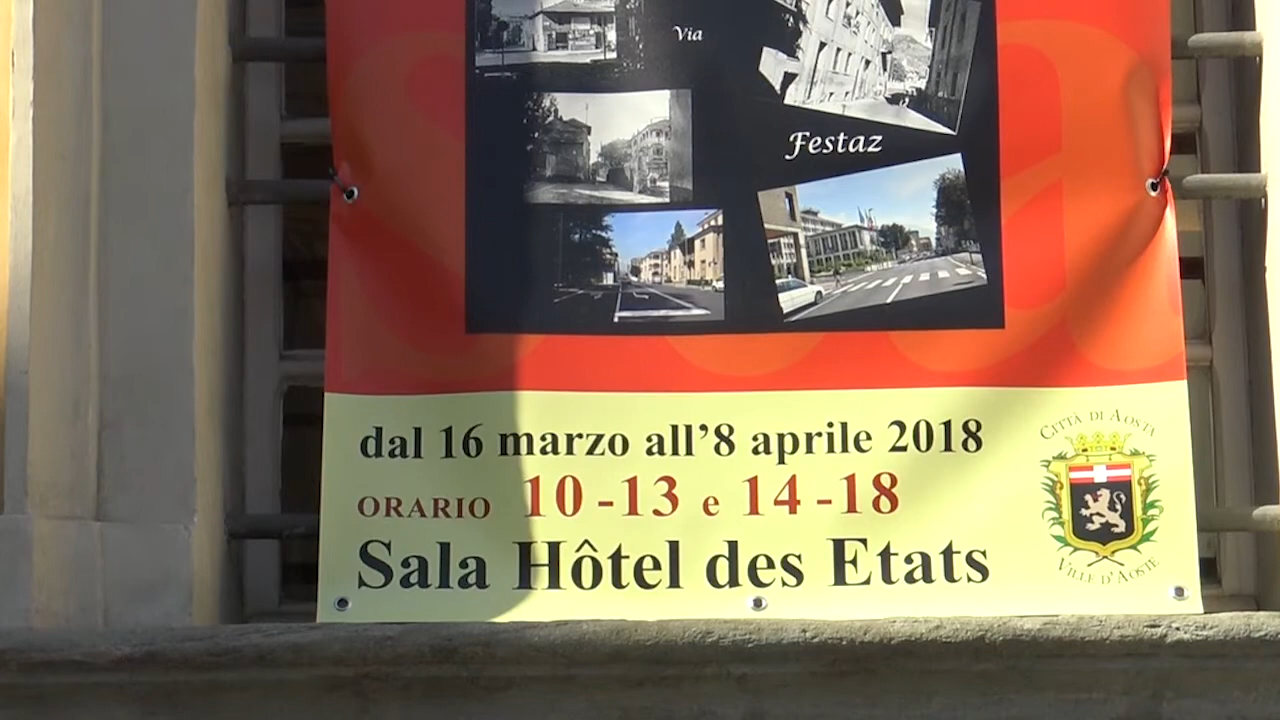 Via
Festaz
dal 16 marzo all'8 aprile 2018
ORARIO 10-13 e 14-18
Sala Hôtel des Etats
CITTÀ DI AOSTA
VILLE D'AOSTE